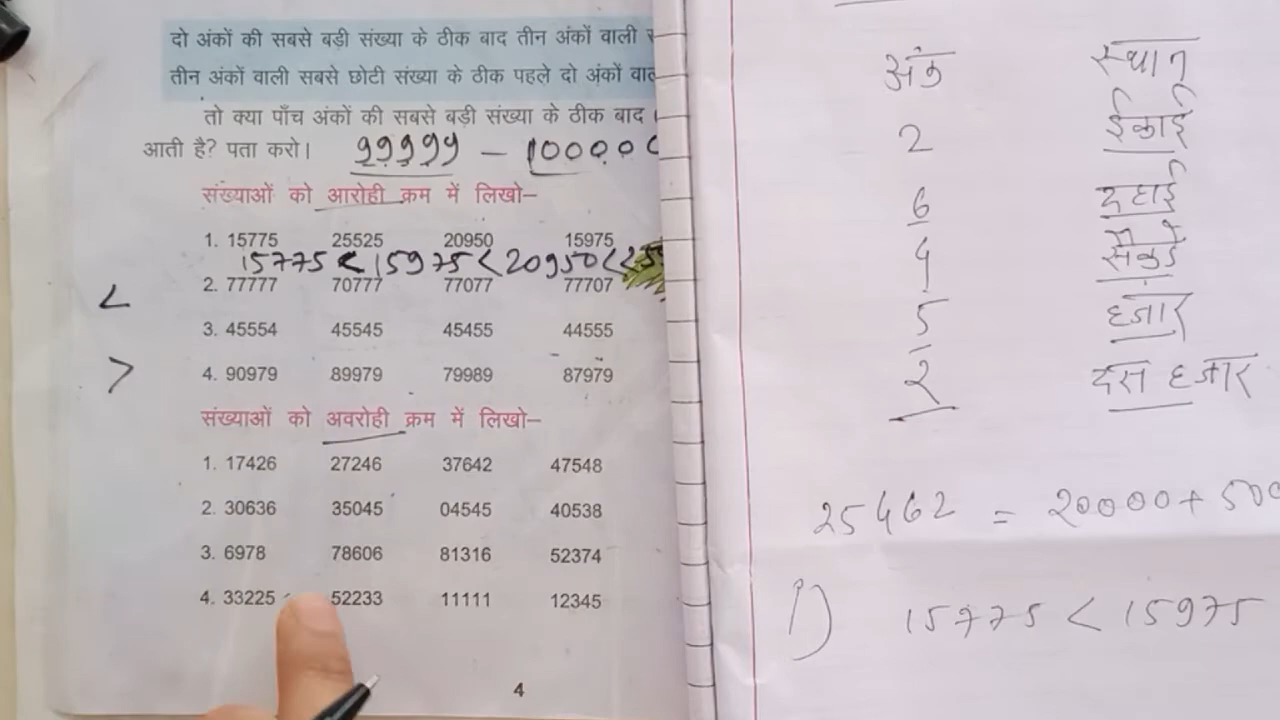 दो अंकों की सबसे बड़ी संख्या के ठीक बाद तीन अंकों वाली
तीन अंकों वाली सबसे छोटी संख्या के ठीक पहले दो अंकों
तो क्या पाँच अंकों की सबसे बड़ी संख्या के ठीक बाद
आती है? पता करो। 99999 – 100000
संख्याओं को आरोही क्रम में लिखो–
1. 15775 25525 20950 15975
15775 < 15975 < 20950 < 
2. 77777 70777 77077 77707
<
3. 45554 45545 45455 44555
4. 90979 89979 79989 87979
>
संख्याओं को अवरोही क्रम में लिखो–
1. 17426 27246 37642 47548
2. 30636 35045 04545 40538
3. 6978 78606 81316 52374
4. 33225 52233 11111 12345
4
अंक स्थान
2 ईकाई
6 दहाई
4 सैकड़े
5 हजार
2 दस हजार
25462 = 20000 + 500
1) 15775 < 15975